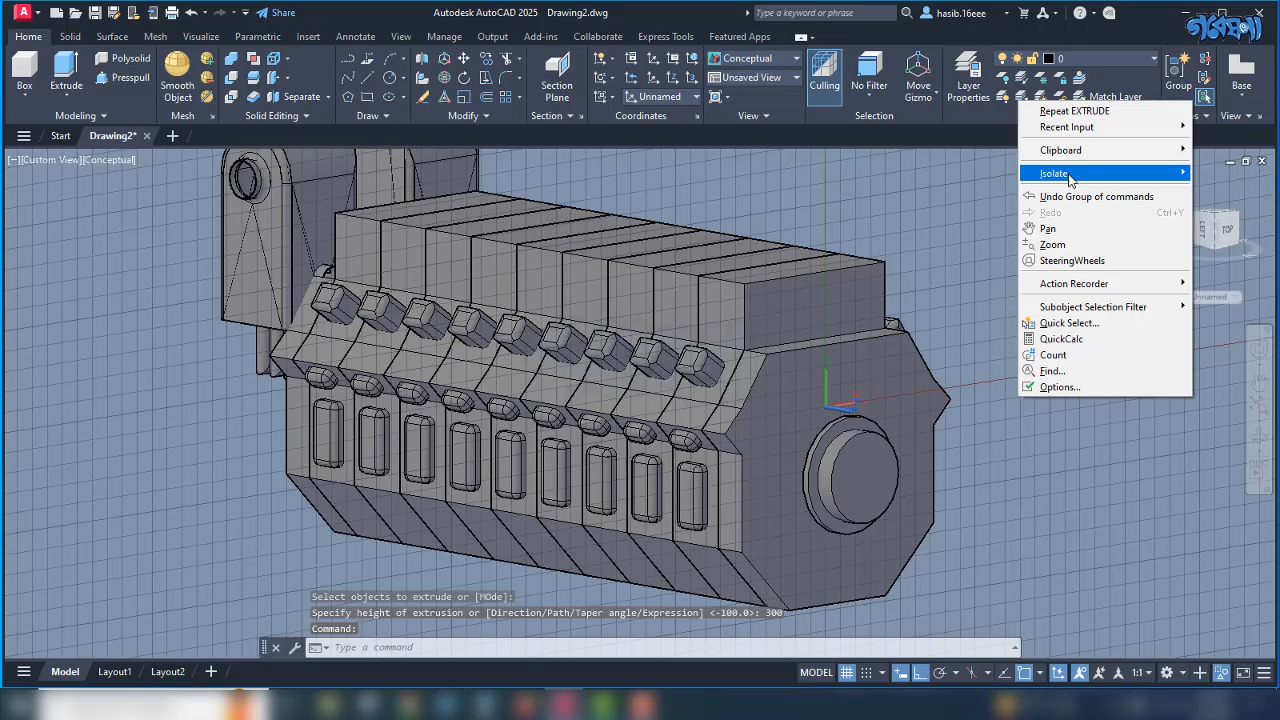 Share
Autodesk AutoCAD 2025 Drawing2.dwg
Type a keyword or phrase
hasib.16eee
গবেষণা
Home
Solid
Surface
Mesh
Visualize
Parametric
Insert
Annotate
View
Manage
Output
Add-ins
Collaborate
Express Tools
Featured Apps
Box
Extrude
Polysolid
Presspull
Smooth
Object
Separate
Section
Plane
Conceptual
Unsaved View
Unnamed
Culling
No Filter
Move
Gizmo
Layer
Properties
0
Match Layer
Group
Base
Modeling
Mesh
Solid Editing
Draw
Modify
Section
Coordinates
View
Selection
View
Start
Drawing2*
[−][Custom View][Conceptual]
Repeat EXTRUDE
Recent Input
Clipboard
Isolate
Undo Group of commands
Redo Ctrl+Y
Pan
Zoom
SteeringWheels
Action Recorder
Subobject Selection Filter
Quick Select...
QuickCalc
Count
Find...
Options...
LEFT
TOP
Unnamed
Select objects to extrude or [MOde]:
Specify height of extrusion or [Direction/Path/Taper angle/Expression] <-100.0>: 300
Command:
Type a command
Model
Layout1
Layout2
MODEL
1:1